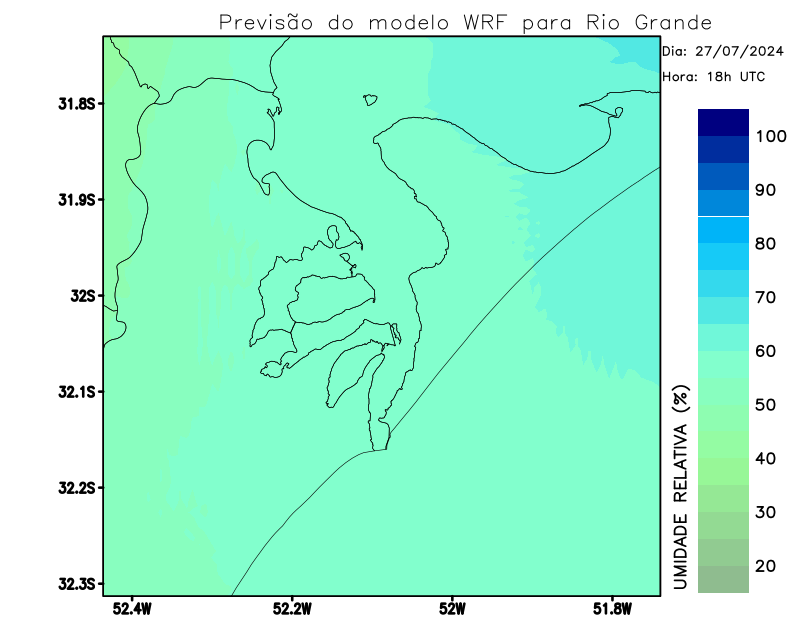 Previsão do modelo WRF para Rio Grande
Dia: 27/07/2024
Hora: 18h UTC
31.8S
31.9S
32S
32.1S
32.2S
32.3S
52.4W 52.2W 52W 51.8W
UMIDADE RELATIVA (%)
100
90
80
70
60
50
40
30
20